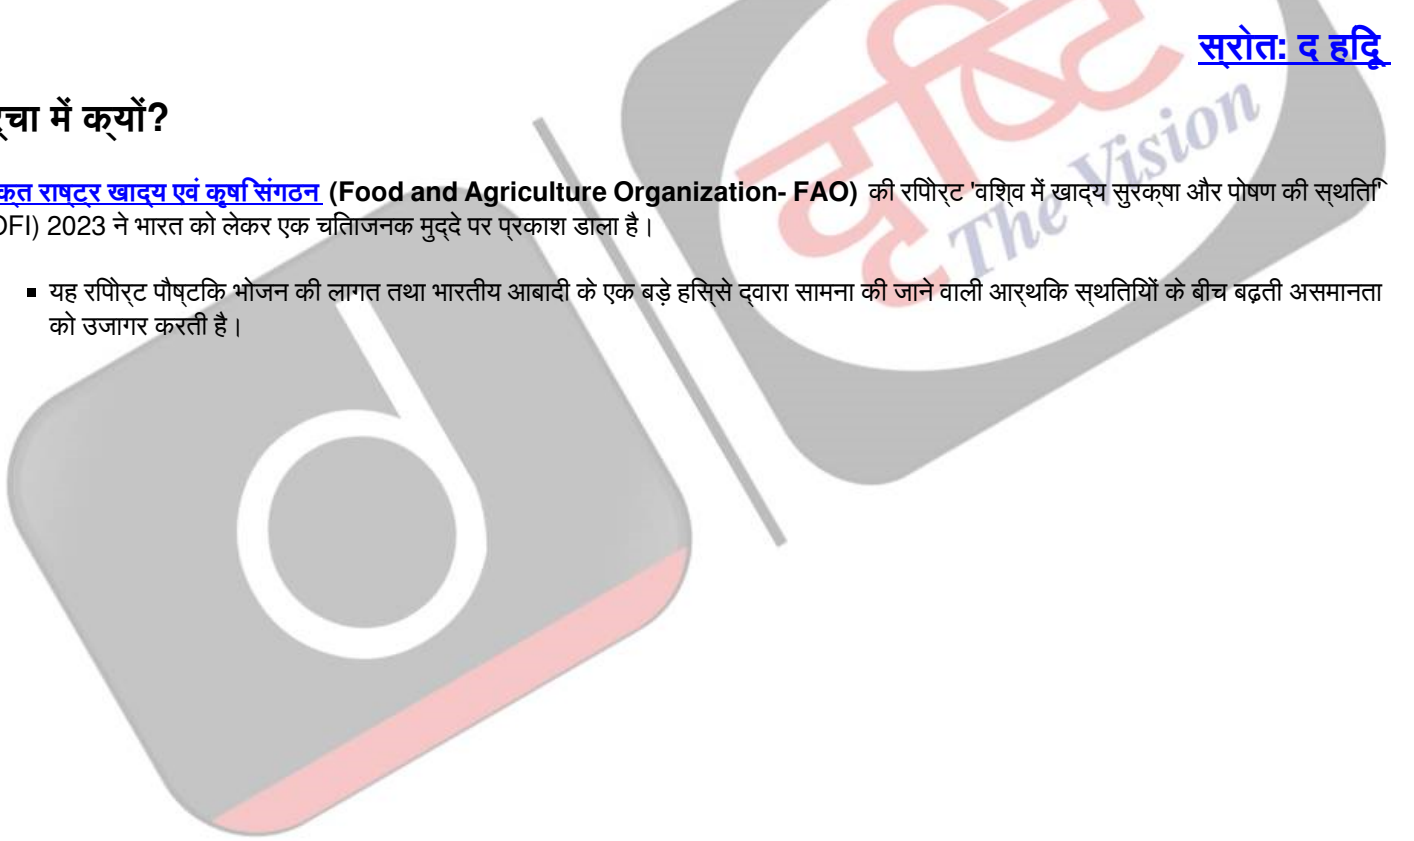 स्रोत: द हिंदू
र्चा में क्यों?
क्त राष्ट्र खाद्य एवं कृषि संगठन (Food and Agriculture Organization- FAO) की रिपोर्ट 'विश्व में खाद्य सुरक्षा और पोषण की स्थिति'
OFI) 2023 ने भारत को लेकर एक चिंताजनक मुद्दे पर प्रकाश डाला है।
▪ यह रिपोर्ट पौष्टिक भोजन की लागत तथा भारतीय आबादी के एक बड़े हिस्से द्वारा सामना की जाने वाली आर्थिक स्थितियों के बीच बढ़ती असमानता
को उजागर करती है।
दृष्टि
The Vision